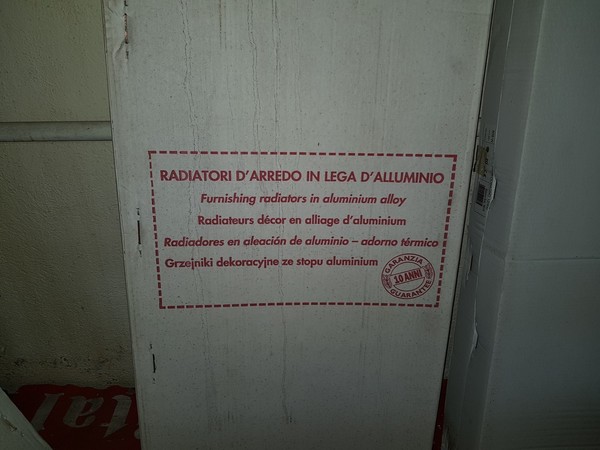 RADIATORI D'ARREDO IN LEGA D'ALLUMINIO
Furnishing radiators in aluminium alloy
Radiateurs décor en alliage d'aluminium
Radiadores en aleación de aluminio – adorno térmico
Grzejniki dekoracyjne ze stopu aluminium
GARANZIA
10 ANNI
GUARANTEE